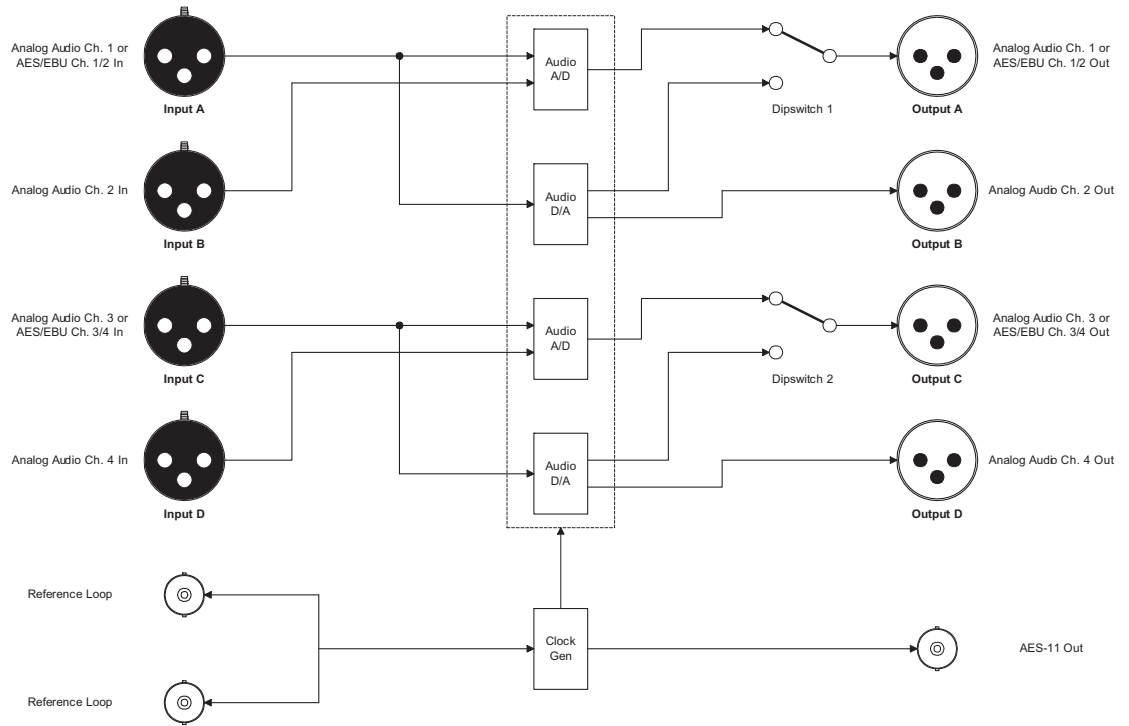 Analog Audio Ch. 1 or
AES/EBU Ch. 1/2 In
Input A
Audio
A/D
Dipswitch 1
Output A
Analog Audio Ch. 1 or
AES/EBU Ch. 1/2 Out
Analog Audio Ch. 2 In
Input B
Audio
D/A
Output B
Analog Audio Ch. 2 Out
Analog Audio Ch. 3 or
AES/EBU Ch. 3/4 In
Input C
Audio
A/D
Dipswitch 2
Output C
Analog Audio Ch. 3 or
AES/EBU Ch. 3/4 Out
Analog Audio Ch. 4 In
Input D
Audio
D/A
Output D
Analog Audio Ch. 4 Out
Reference Loop
Clock
Gen
AES-11 Out
Reference Loop